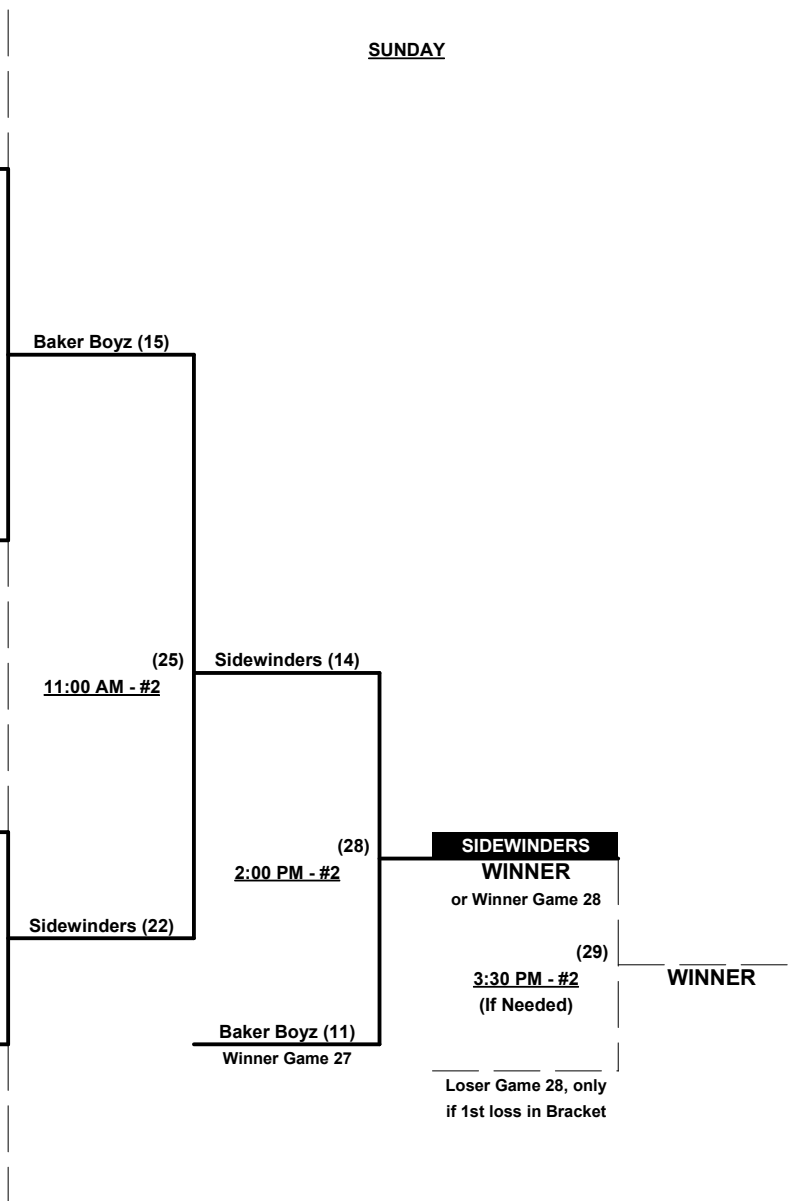 SUNDAY
Baker Boyz (15)
(25)
11:00 AM - #2
Sidewinders (14)
(28)
2:00 PM - #2
SIDEWINDERS
WINNER
or Winner Game 28
Sidewinders (22)
(29)
3:30 PM - #2
(If Needed)
WINNER
Baker Boyz (11)
Winner Game 27
Loser Game 28, only
if 1st loss in Bracket